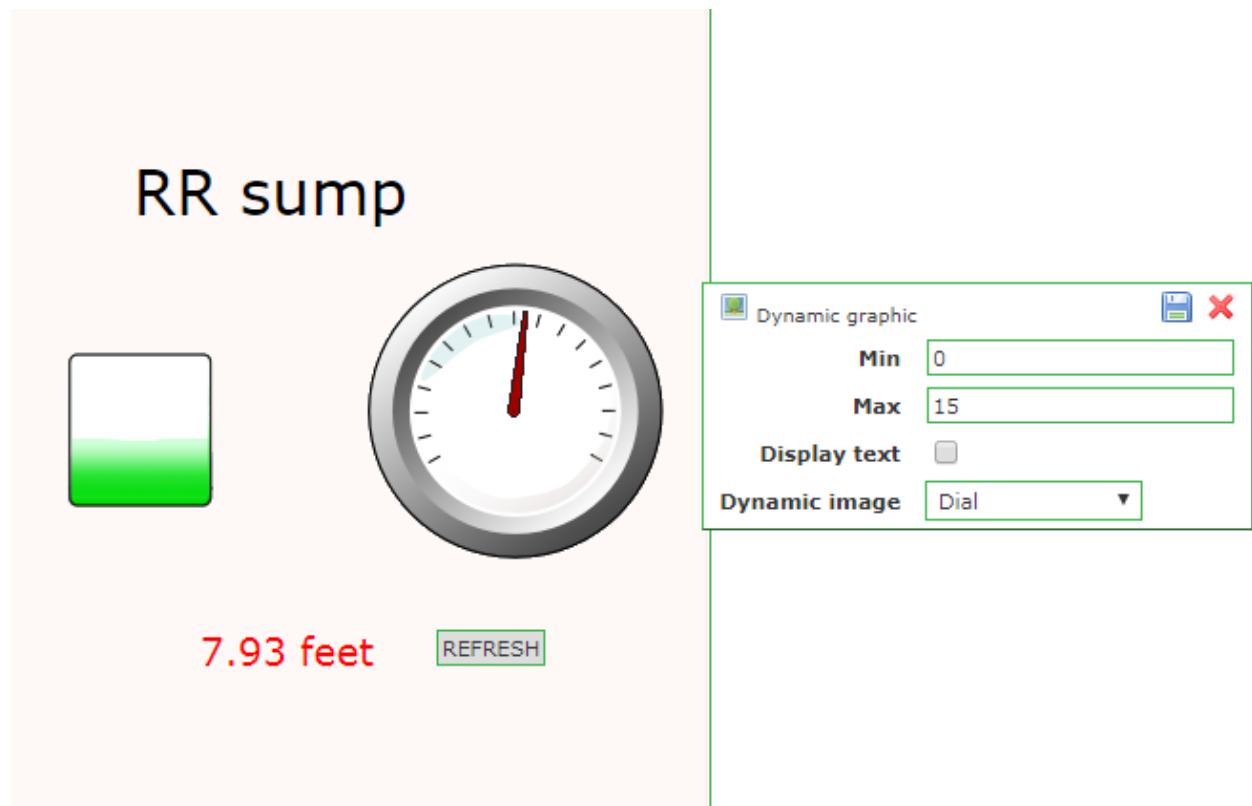 RR sump
Dynamic graphic
Min 0
Max 15
Display text
Dynamic image Dial
7.93 feet
REFRESH